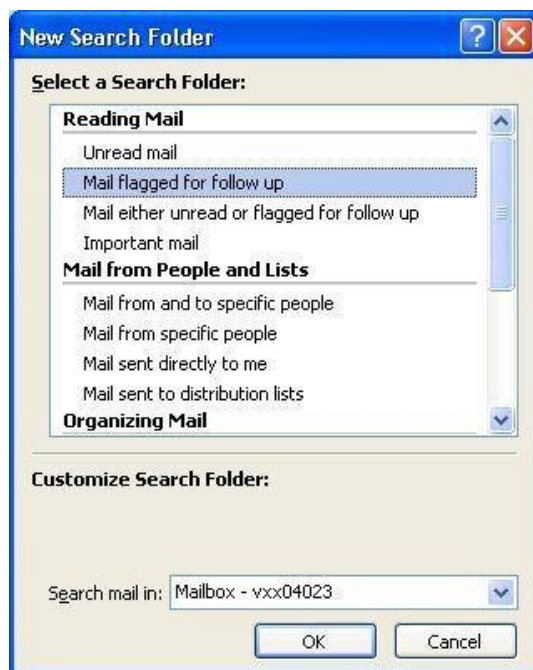 New Search Folder
Select a Search Folder:
Reading Mail
Unread mail
Mail flagged for follow up
Mail either unread or flagged for follow up
Important mail
Mail from People and Lists
Mail from and to specific people
Mail from specific people
Mail sent directly to me
Mail sent to distribution lists
Organizing Mail
Customize Search Folder:
Search mail in: Mailbox - vxx04023
OK Cancel